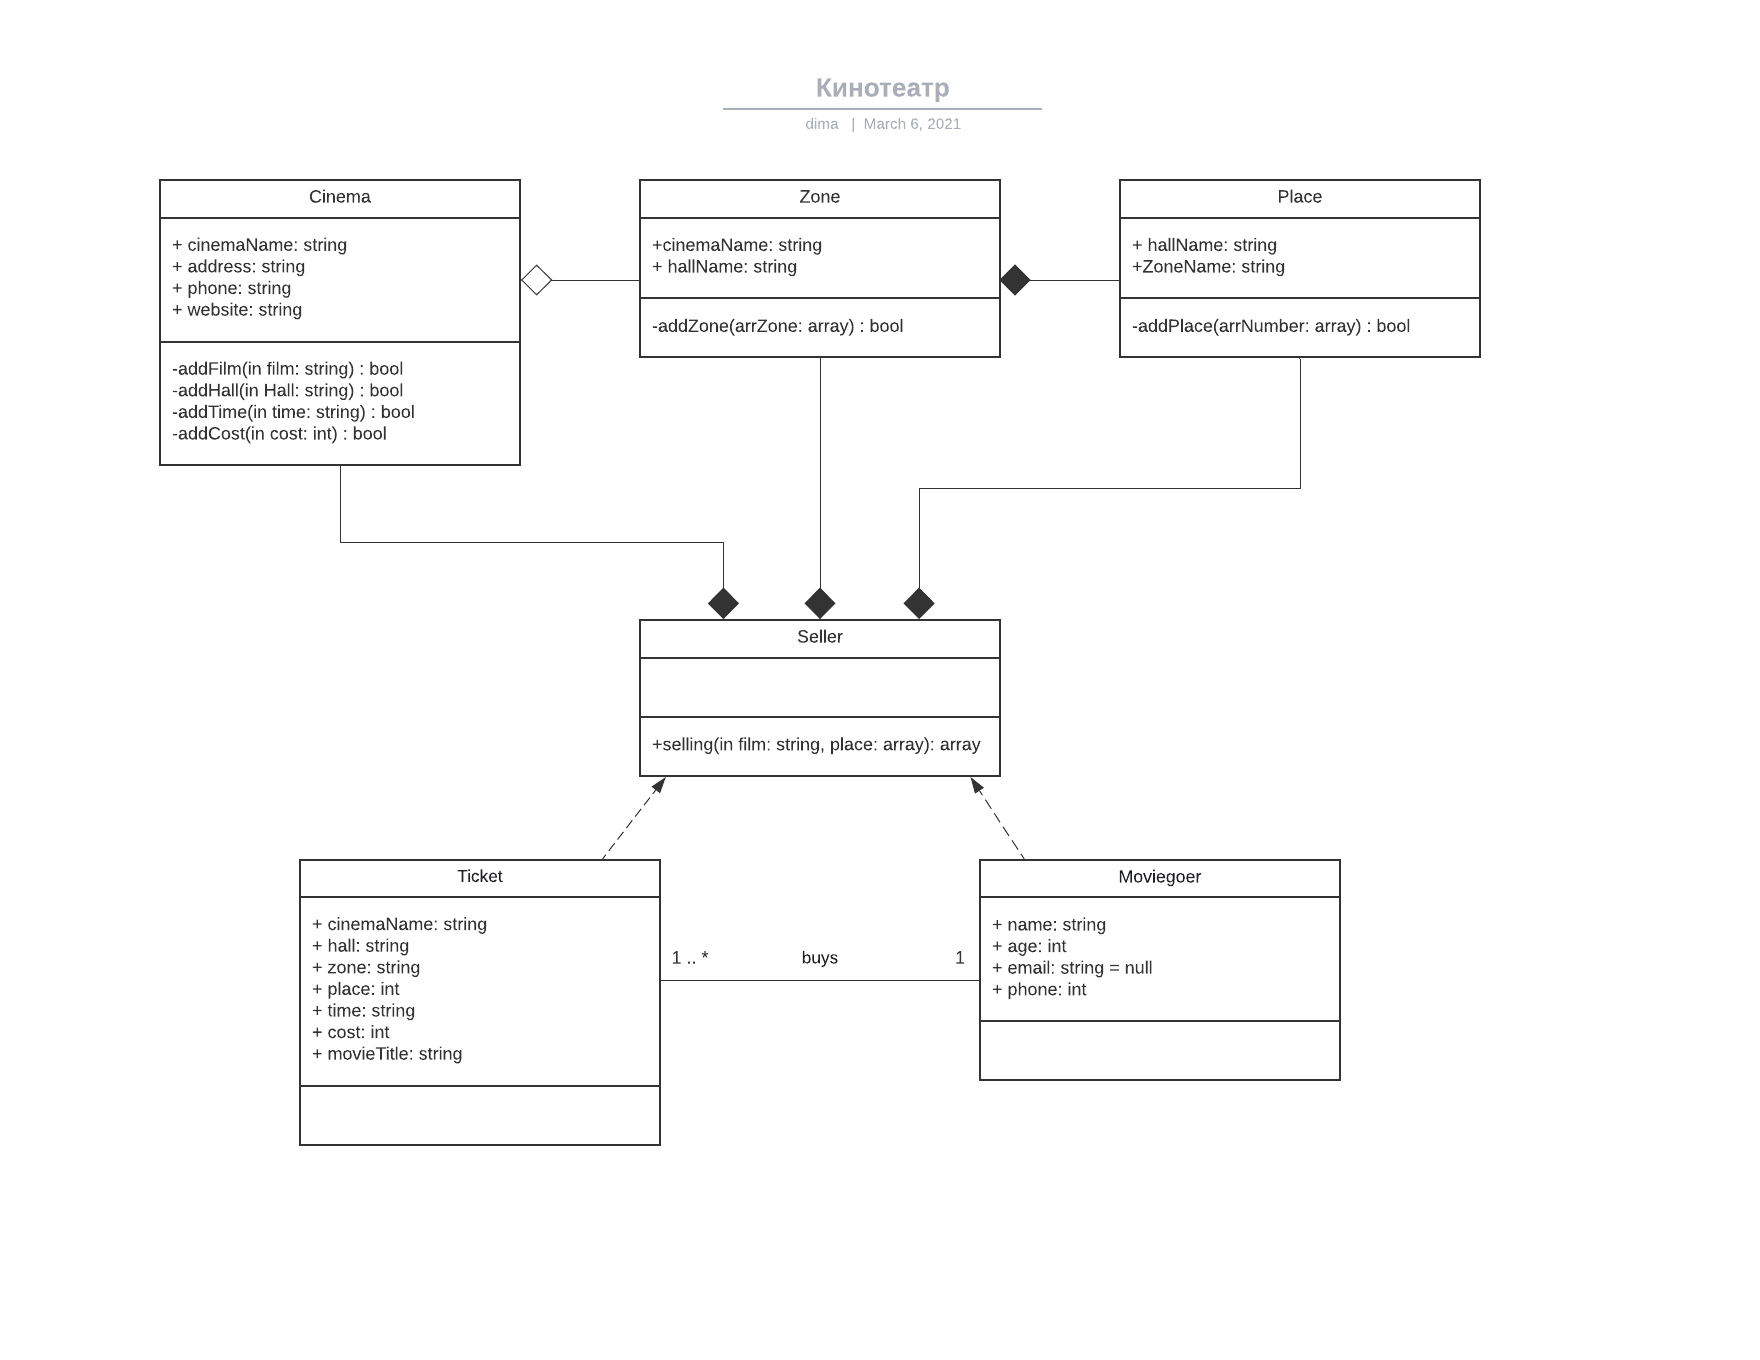 Кинотеатр
dima | March 6, 2021
Cinema
+ cinemaName: string
+ address: string
+ phone: string
+ website: string
-addFilm(in film: string) : bool
-addHall(in Hall: string) : bool
-addTime(in time: string) : bool
-addCost(in cost: int) : bool
Zone
+cinemaName: string
+ hallName: string
-addZone(arrZone: array) : bool
Place
+ hallName: string
+ZoneName: string
-addPlace(arrNumber: array) : bool
Seller
+selling(in film: string, place: array): array
Ticket
+ cinemaName: string
+ hall: string
+ zone: string
+ place: int
+ time: string
+ cost: int
+ movieTitle: string
1 .. * buys 1
Moviegoer
+ name: string
+ age: int
+ email: string = null
+ phone: int